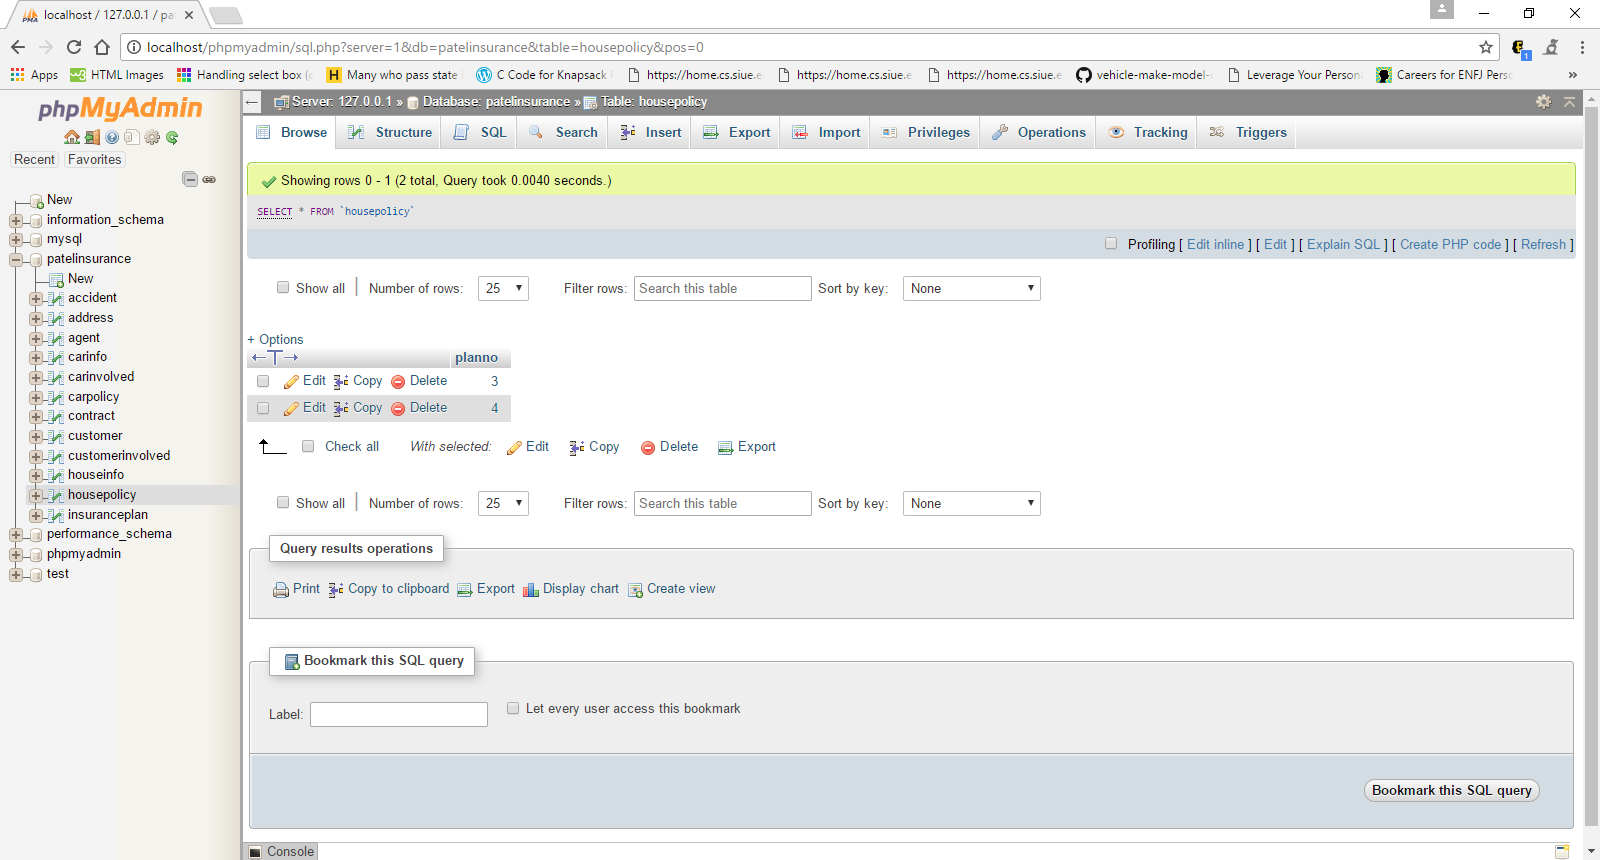 localhost / 127.0.0.1 / pa
localhost/phpmyadmin/sql.php?server=1&db=patelinsurance&table=housepolicy&pos=0
Apps HTML Images Handling select box ( Many who pass state C Code for Knapsack https://home.cs.siue.e https://home.cs.siue.e https://home.cs.siue.e vehicle-make-model- Leverage Your Person Careers for ENFJ Pers »
phpMyAdmin
Recent Favorites
New
information_schema
mysql
patelinsurance
New
accident
address
agent
carinfo
carinvolved
carpolicy
contract
customer
customerinvolved
houseinfo
housepolicy
insuranceplan
performance_schema
phpmyadmin
test
Server: 127.0.0.1 » Database: patelinsurance » Table: housepolicy
Browse Structure SQL Search Insert Export Import Privileges Operations Tracking Triggers
Showing rows 0 - 1 (2 total, Query took 0.0040 seconds.)
SELECT * FROM `housepolicy`
Profiling [ Edit inline ] [ Edit ] [ Explain SQL ] [ Create PHP code ] [ Refresh ]
Show all Number of rows: 25 Filter rows: Search this table Sort by key: None
+ Options
planno
Edit Copy Delete 3
Edit Copy Delete 4
Check all With selected: Edit Copy Delete Export
Show all Number of rows: 25 Filter rows: Search this table Sort by key: None
Query results operations
Print Copy to clipboard Export Display chart Create view
Bookmark this SQL query
Label: Let every user access this bookmark
Bookmark this SQL query
Console